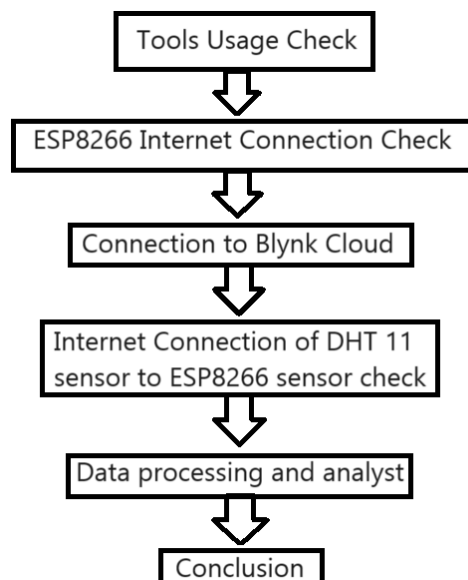 Tools Usage Check
ESP8266 Internet Connection Check
Connection to Blynk Cloud
Internet Connection of DHT 11
sensor to ESP8266 sensor check
Data processing and analyst
Conclusion